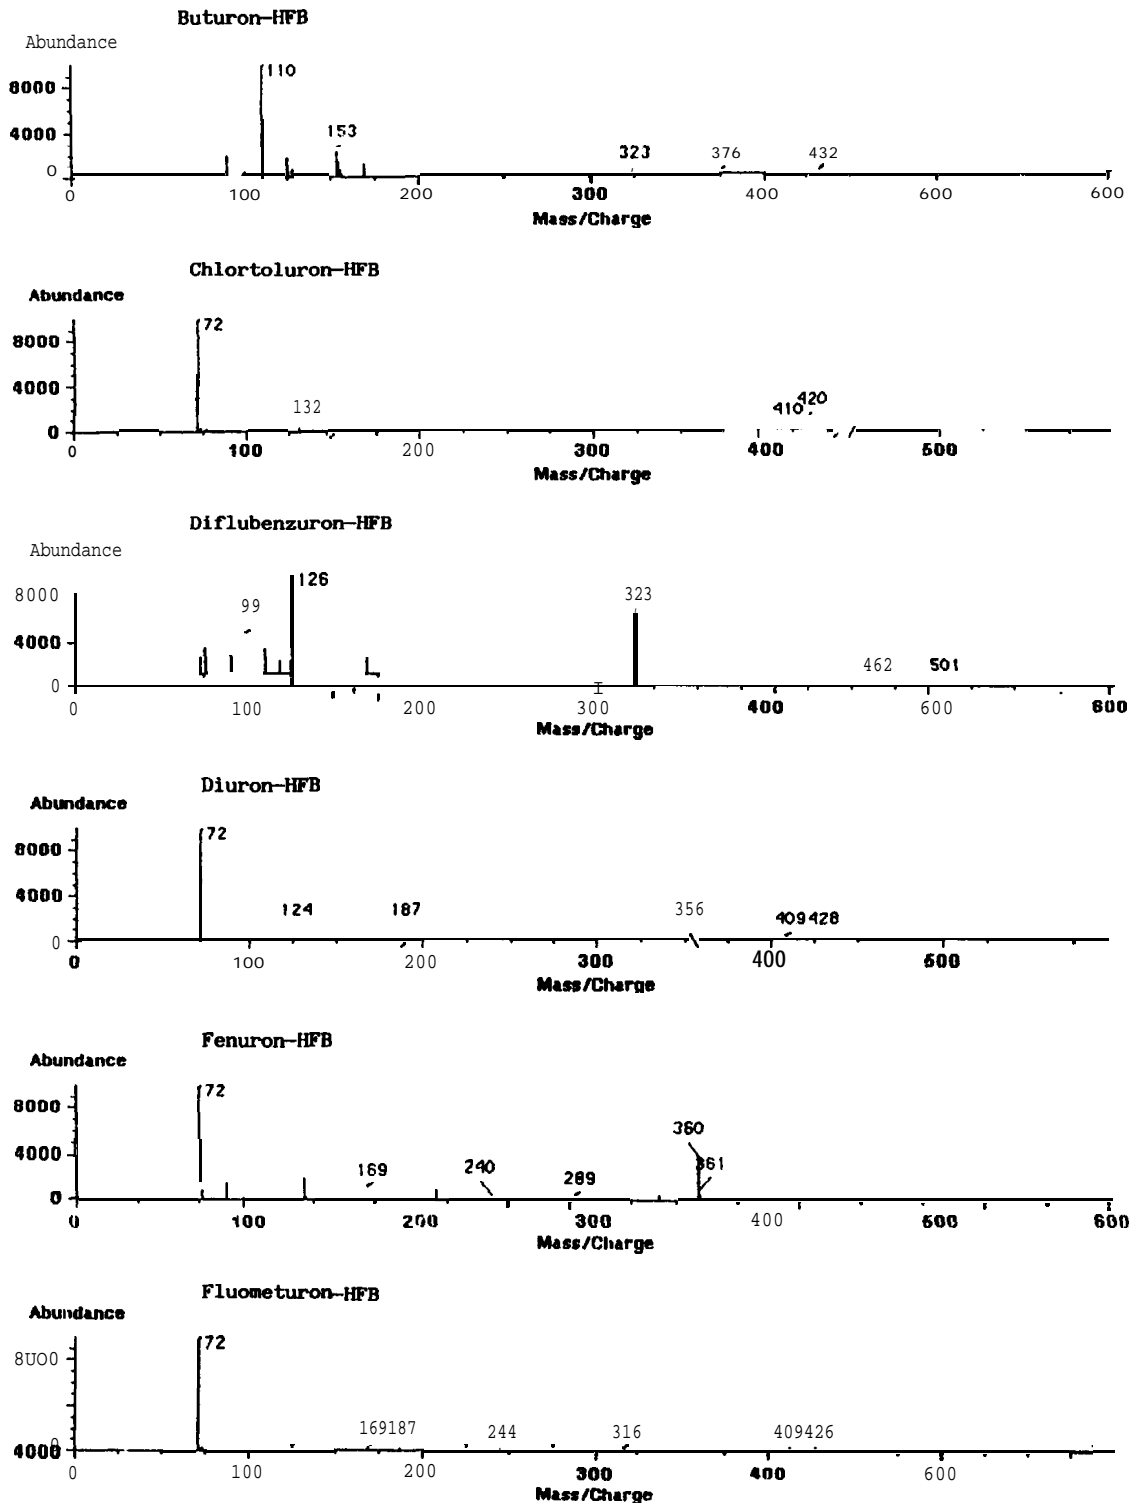 Buturon-HFB
Abundance
8000
110
4000
153
323
376
432
0
0 100 200 300 400 600 600
Mass/Charge
Chlortoluron-HFB
Abundance
8000
72
4000
132
410
420
0
0 100 200 300 400 500
Mass/Charge
Diflubenzuron-HFB
Abundance
8000
126
99
323
4000
462
501
0
0 100 200 300 400 600 600
Mass/Charge
Diuron-HFB
Abundance
8000
72
4000
124
187
356
409428
0
0 100 200 300 400 500
Mass/Charge
Fenuron-HFB
Abundance
8000
72
4000
169
240
289
360
361
0
0 100 200 300 400 500 600
Mass/Charge
Fluometuron-HFB
Abundance
8U00
72
169187
244
316
409426
4000
0
0 100 200 300 400 600
Mass/Charge